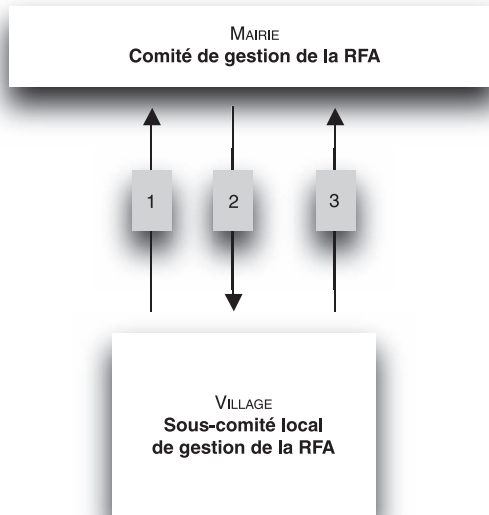 MAIRIE
Comité de gestion de la RFA
1 2 3
VILLAGE
Sous-comité local
de gestion de la RFA